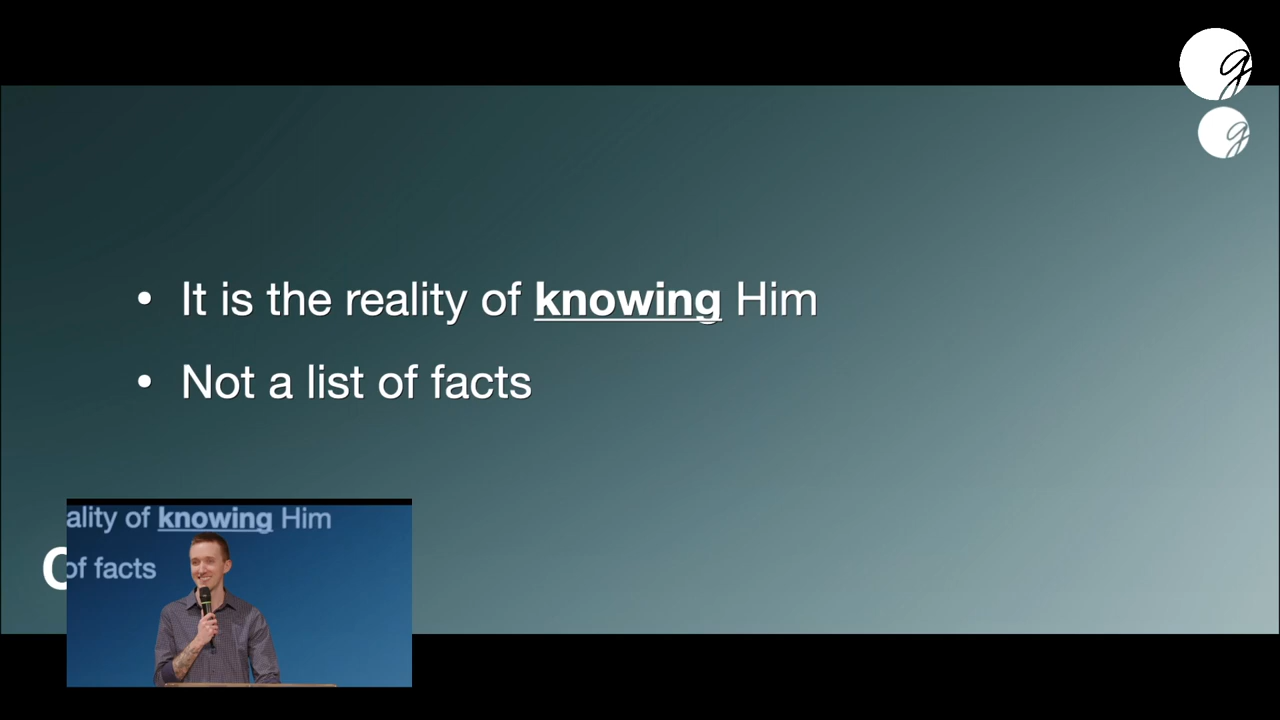 g
g
• It is the reality of knowing Him
• Not a list of facts
ality of knowing Him
of facts